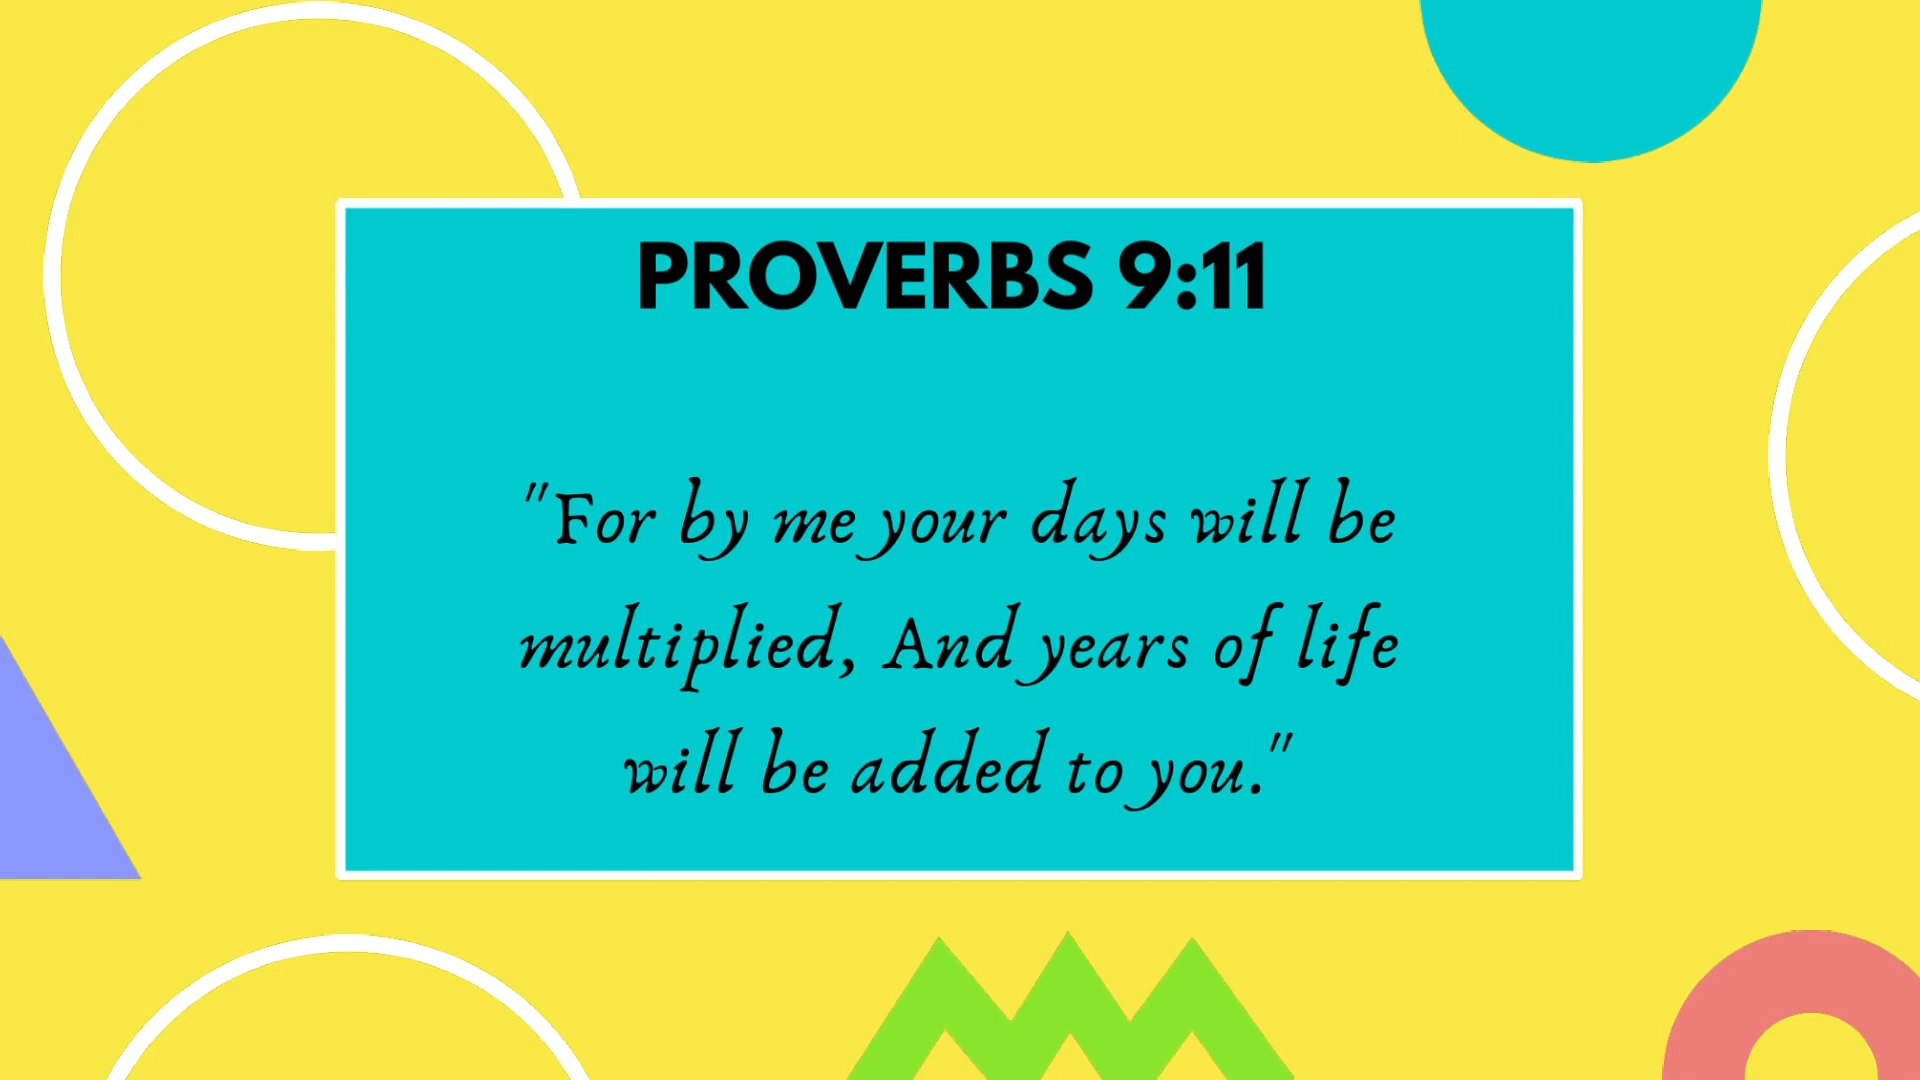 PROVERBS 9:11
"For by me your days will be
multiplied, And years of life
will be added to you."